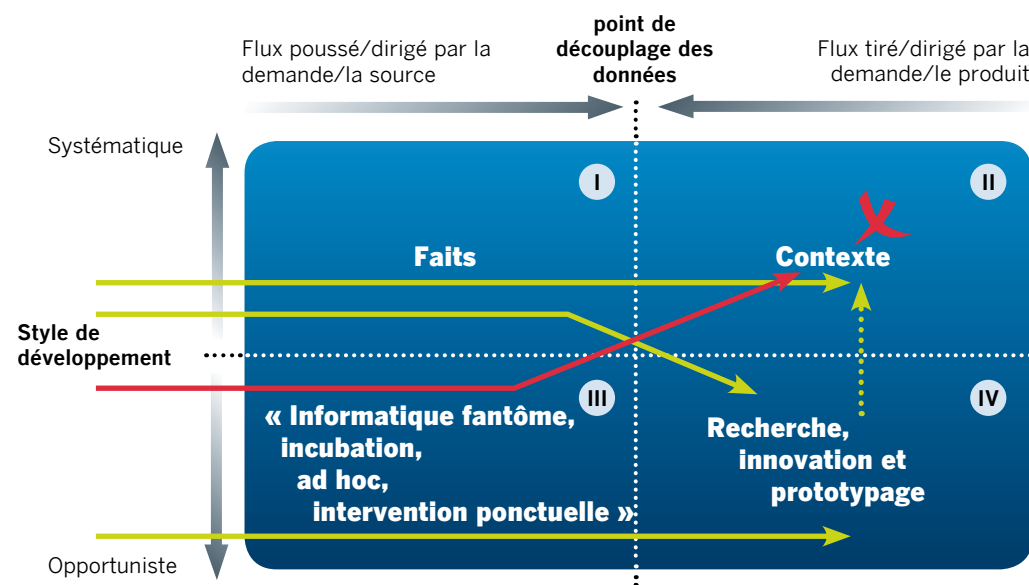 point de
découplage des
données
Flux poussé/dirigé par la
demande/la source
Flux tiré/dirigé par la
demande/le produit
Systématique
I
II
Faits
Contexte
Style de
développement
III
IV
« Informatique fantôme,
incubation,
ad hoc,
intervention ponctuelle »
Recherche,
innovation et
prototypage
Opportuniste